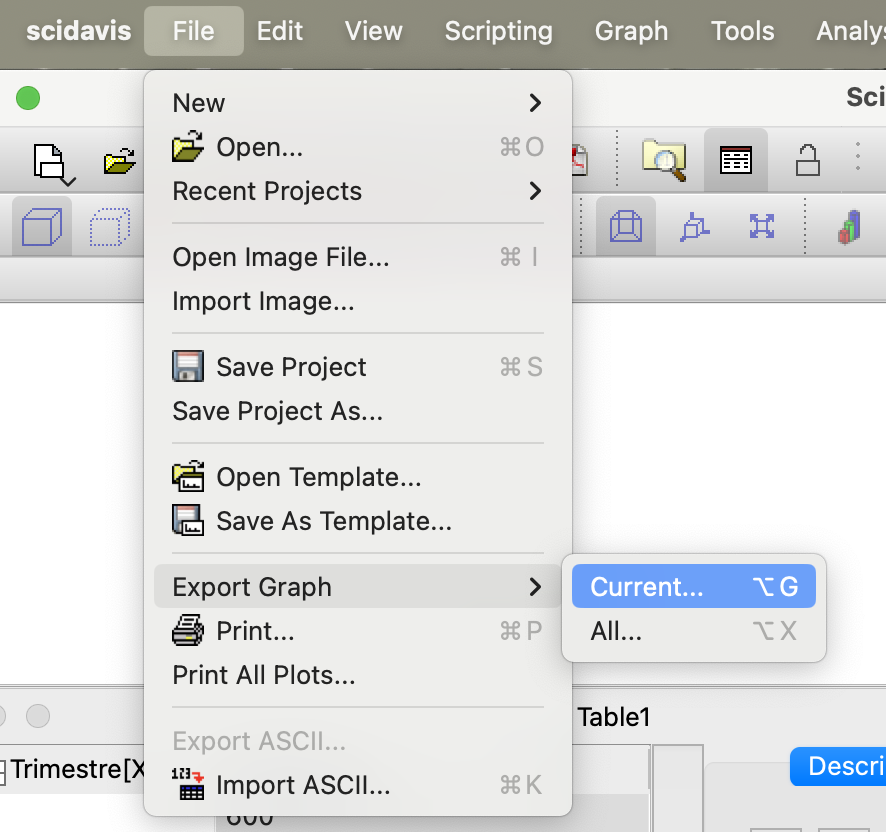 scidavis File Edit View Scripting Graph Tools Analys
Sci
New
Open... ⌘O
Recent Projects
Open Image File... ⌘ I
Import Image...
Save Project ⌘ S
Save Project As...
Open Template...
Save As Template...
Export Graph
Current... ⌥ G
Print... ⌘ P
All... ⌥ X
Print All Plots...
Table1
Export ASCII...
Trimestre[X
Descri
Import ASCII... ⌘ K
600